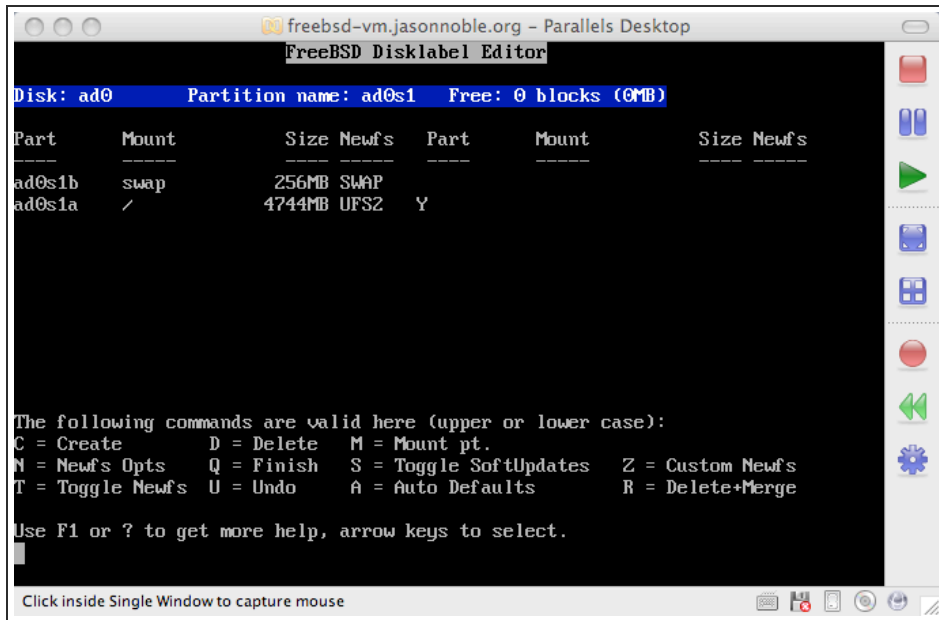 freebsd-vm.jasonnoble.org – Parallels Desktop
FreeBSD Disklabel Editor
Disk: ad0 Partition name: ad0s1 Free: 0 blocks (0MB)
Part Mount Size Newfs Part Mount Size Newfs
---- ----- ---- ----- ---- ----- ---- -----
ad0s1b swap 256MB SWAP
ad0s1a / 4744MB UFS2 Y
The following commands are valid here (upper or lower case):
C = Create D = Delete M = Mount pt.
N = Newfs Opts Q = Finish S = Toggle SoftUpdates Z = Custom Newfs
T = Toggle Newfs U = Undo A = Auto Defaults R = Delete+Merge
Use F1 or ? to get more help, arrow keys to select.
Click inside Single Window to capture mouse